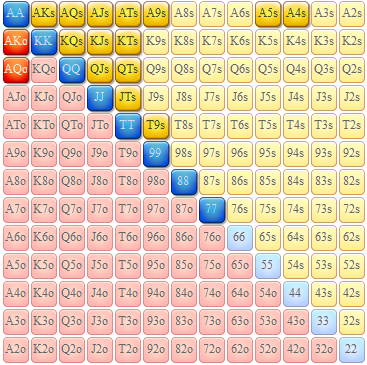 AA AKs AQs AJs ATs A9s A8s A7s A6s A5s A4s A3s A2s
AKo KK KQs KJs KTs K9s K8s K7s K6s K5s K4s K3s K2s
AQo KQo QQ QJs QTs Q9s Q8s Q7s Q6s Q5s Q4s Q3s Q2s
AJo KJo QJo JJ JTs J9s J8s J7s J6s J5s J4s J3s J2s
ATo KTo QTo JTo TT T9s T8s T7s T6s T5s T4s T3s T2s
A9o K9o Q9o J9o T9o 99 98s 97s 96s 95s 94s 93s 92s
A8o K8o Q8o J8o T8o 98o 88 87s 86s 85s 84s 83s 82s
A7o K7o Q7o J7o T7o 97o 87o 77 76s 75s 74s 73s 72s
A6o K6o Q6o J6o T6o 96o 86o 76o 66 65s 64s 63s 62s
A5o K5o Q5o J5o T5o 95o 85o 75o 65o 55 54s 53s 52s
A4o K4o Q4o J4o T4o 94o 84o 74o 64o 54o 44 43s 42s
A3o K3o Q3o J3o T3o 93o 83o 73o 63o 53o 43o 33 32s
A2o K2o Q2o J2o T2o 92o 82o 72o 62o 52o 42o 32o 22